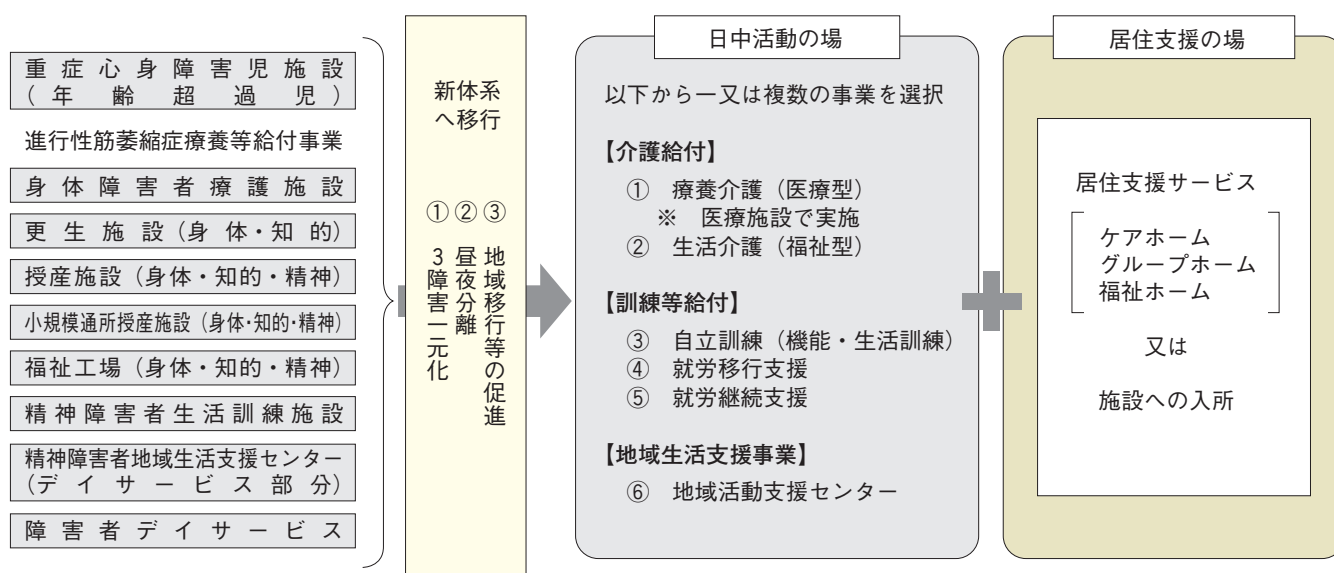 重症心身障害児施設
(年齢超過児)
進行性筋萎縮症療養等給付事業
身体障害者療護施設
更生施設(身体・知的)
授産施設(身体・知的・精神)
小規模通所授産施設(身体・知的・精神)
福祉工場(身体・知的・精神)
精神障害者生活訓練施設
精神障害者地域生活支援センター
(デイサービス部分)
障害者デイサービス
新体系
へ移行
① 3障害一元化
② 昼夜分離
③ 地域移行等の促進
日中活動の場
以下から一又は複数の事業を選択
【介護給付】
① 療養介護(医療型)
※ 医療施設で実施
② 生活介護(福祉型)
【訓練等給付】
③ 自立訓練(機能・生活訓練)
④ 就労移行支援
⑤ 就労継続支援
【地域生活支援事業】
⑥ 地域活動支援センター
居住支援の場
居住支援サービス
ケアホーム
グループホーム
福祉ホーム
又は
施設への入所